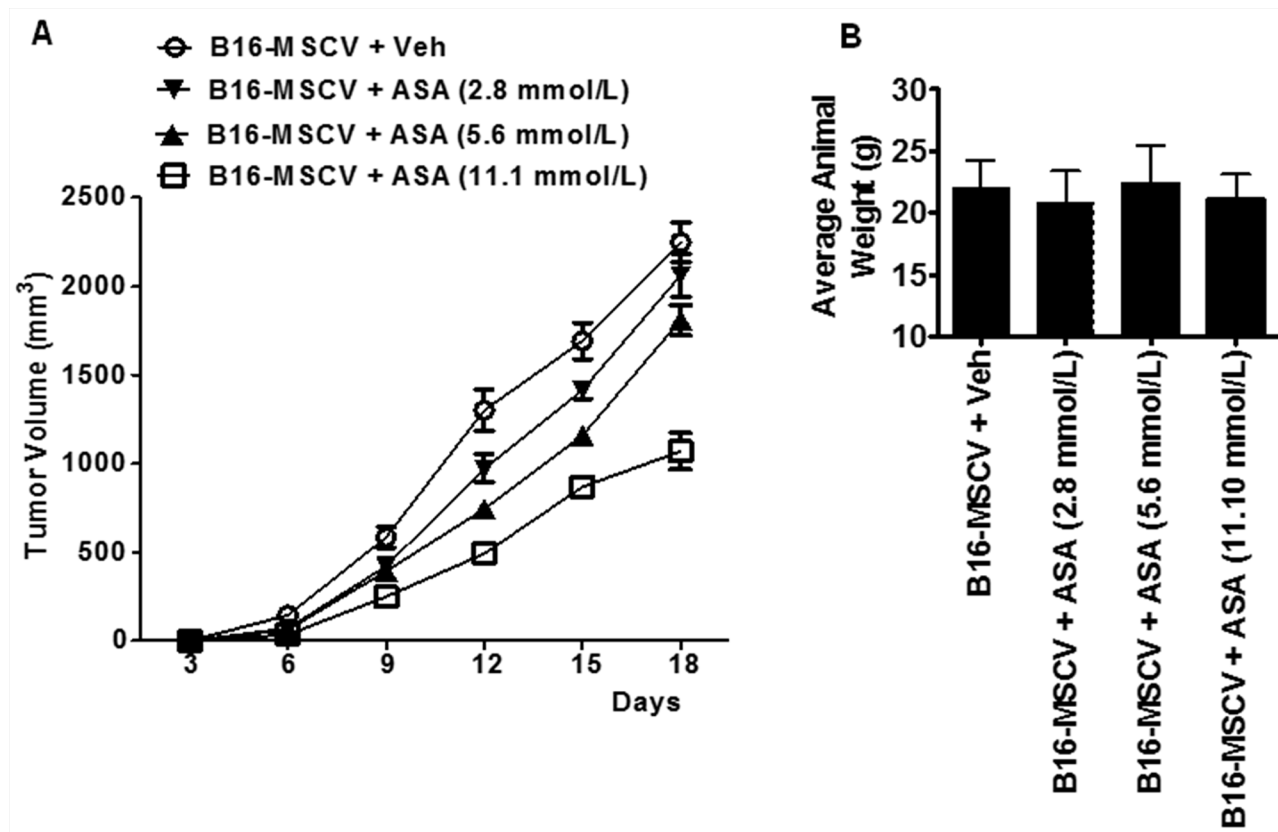 A
B16-MSCV + Veh
B16-MSCV + ASA (2.8 mmol/L)
B16-MSCV + ASA (5.6 mmol/L)
B16-MSCV + ASA (11.1 mmol/L)
Tumor Volume (mm³)
2500
2000
1500
1000
500
0
3 6 9 12 15 18
Days
B
Average Animal
Weight (g)
30
25
20
15
10
B16-MSCV + Veh
B16-MSCV + ASA (2.8 mmol/L)
B16-MSCV + ASA (5.6 mmol/L)
B16-MSCV + ASA (11.10 mmol/L)